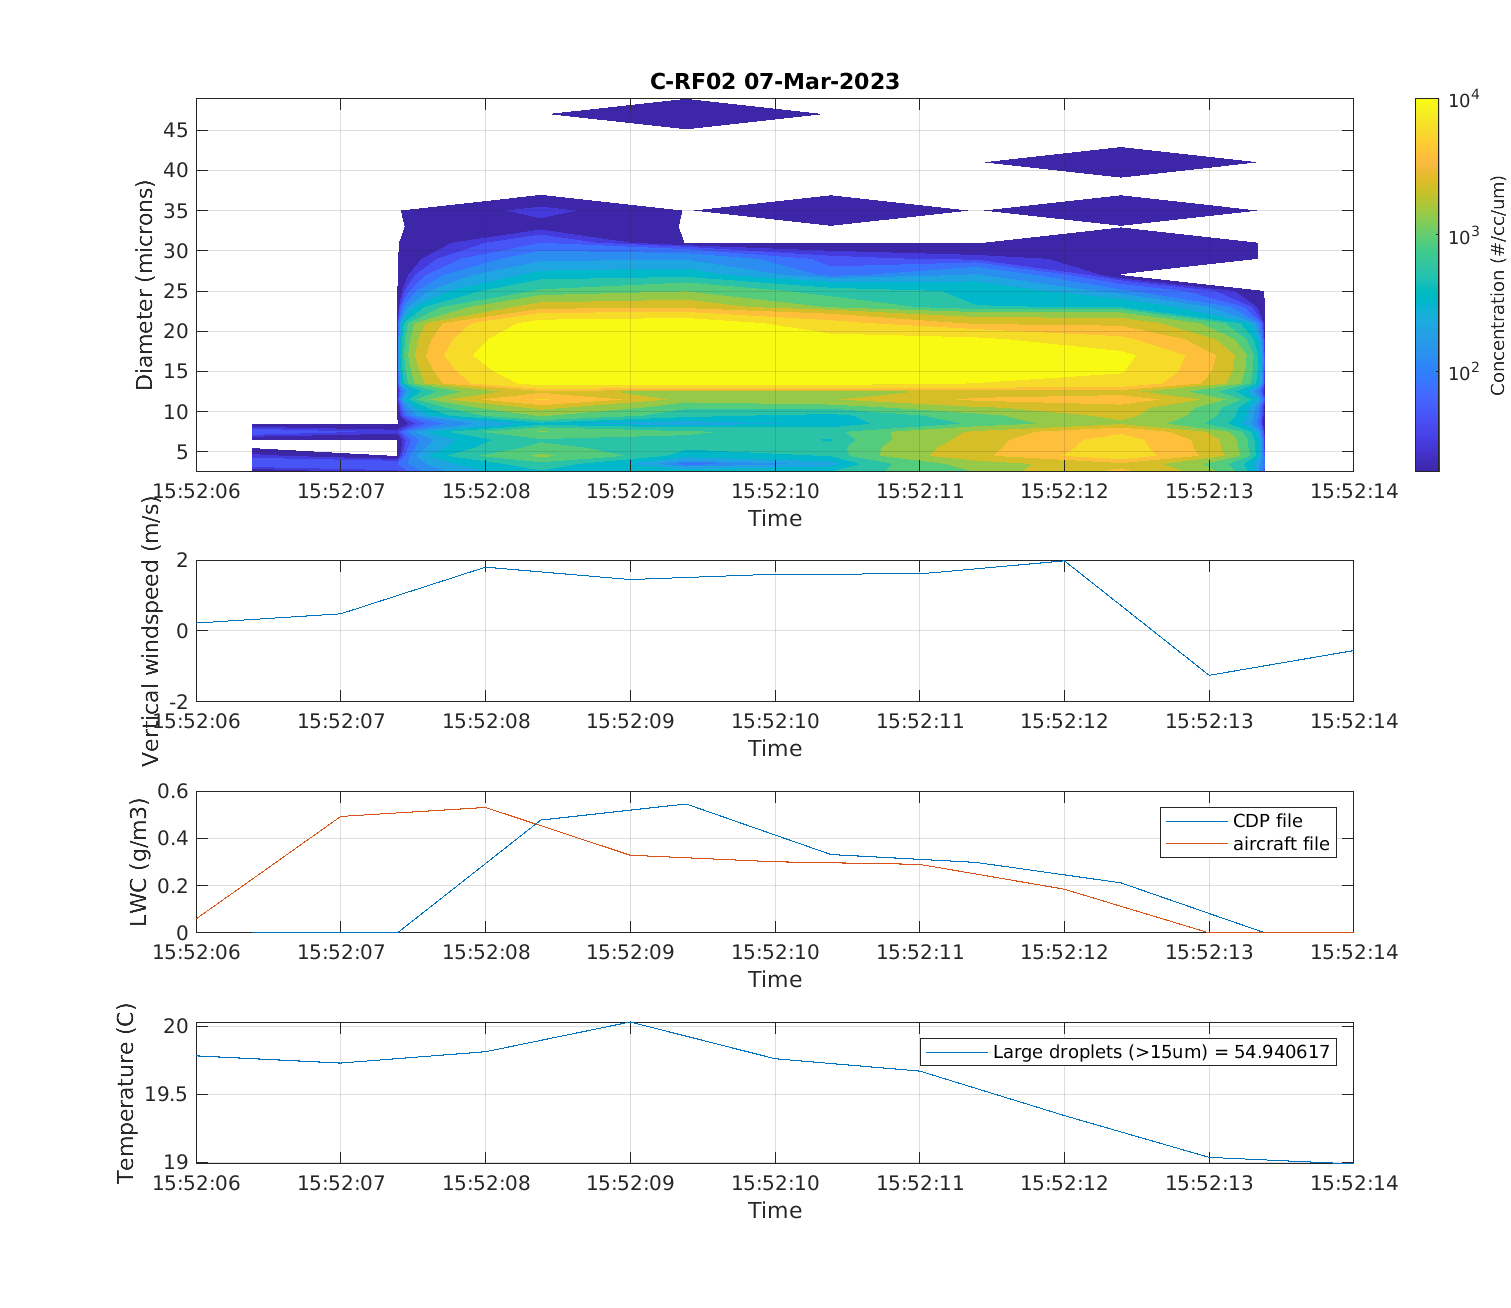 C-RF02 07-Mar-2023
Diameter (microns)
45
40
35
30
25
20
15
10
5
15:52:06 15:52:07 15:52:08 15:52:09 15:52:10 15:52:11 15:52:12 15:52:13 15:52:14
Time
10^4
10^3
10^2
Concentration (#/cc/um)
Vertical windspeed (m/s)
2
0
-2
15:52:06 15:52:07 15:52:08 15:52:09 15:52:10 15:52:11 15:52:12 15:52:13 15:52:14
Time
LWC (g/m3)
0.6
0.4
0.2
0
CDP file
aircraft file
15:52:06 15:52:07 15:52:08 15:52:09 15:52:10 15:52:11 15:52:12 15:52:13 15:52:14
Time
Temperature (C)
20
19.5
19
Large droplets (>15um) = 54.940617
15:52:06 15:52:07 15:52:08 15:52:09 15:52:10 15:52:11 15:52:12 15:52:13 15:52:14
Time